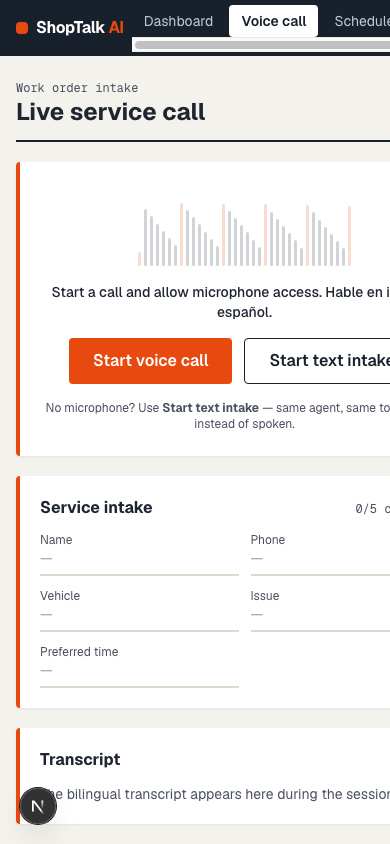 ShopTalk AI
Dashboard
Voice call
Schedule
Work order intake
Live service call
Start a call and allow microphone access. Hable en i
español.
Start voice call
Start text intake
No microphone? Use Start text intake — same agent, same to
instead of spoken.
Service intake
0/5 c
Name
—
Phone
—
Vehicle
—
Issue
—
Preferred time
—
Transcript
e bilingual transcript appears here during the session
N